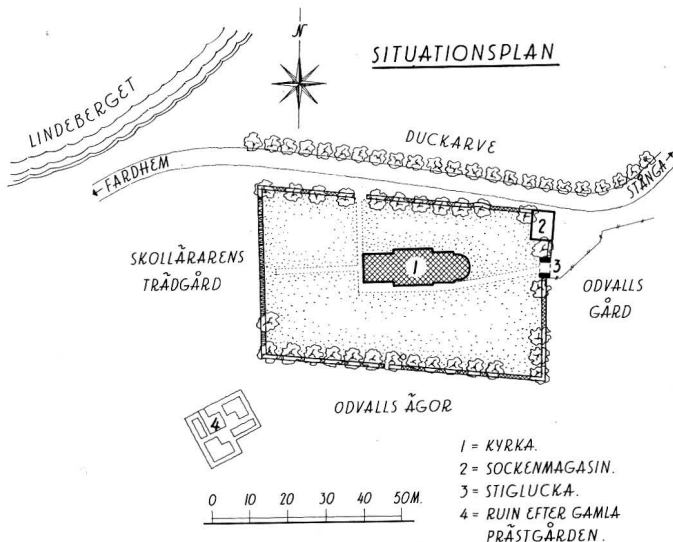 N
SITUATIONSPLAN
LINDEBERGET
DUCKARVE
FARDHEM
STÅNGA
2
SKOLLÄRARENS
TRÄDGÅRD
1
3
ODVALLS
GÅRD
ODVALLS ÄGOR
4
1 = KYRKA.
2 = SOCKENMAGASIN.
3 = STIGLUCKA.
4 = RUIN EFTER GAMLA
PRÄSTGÅRDEN.
0 10 20 30 40 50 M.